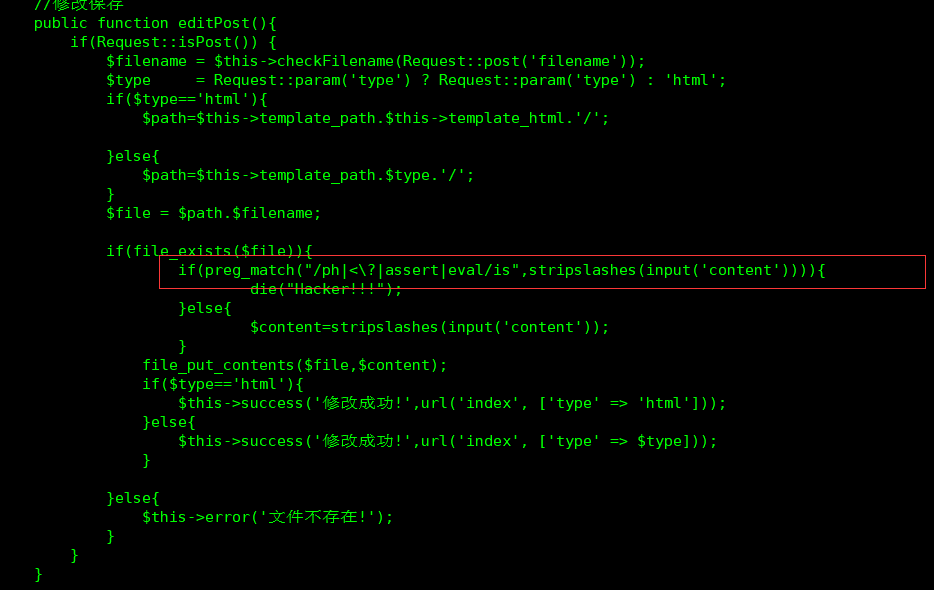 //修改保存
public function editPost(){
if(Request::isPost()) {
$filename = $this->checkFilename(Request::post('filename'));
$type     = Request::param('type') ? Request::param('type') : 'html';
if($type=='html'){
$path=$this->template_path.$this->template_html.'/';
}else{
$path=$this->template_path.$type.'/';
}
$file = $path.$filename;
if(file_exists($file)){
if(preg_match("/ph|<\?|assert|eval/is",stripslashes(input('content')))){
die("Hacker!!!");
}else{
$content=stripslashes(input('content'));
}
file_put_contents($file,$content);
if($type=='html'){
$this->success('修改成功!',url('index', ['type' => 'html']));
}else{
$this->success('修改成功!',url('index', ['type' => $type]));
}
}else{
$this->error('文件不存在!');
}
}
}